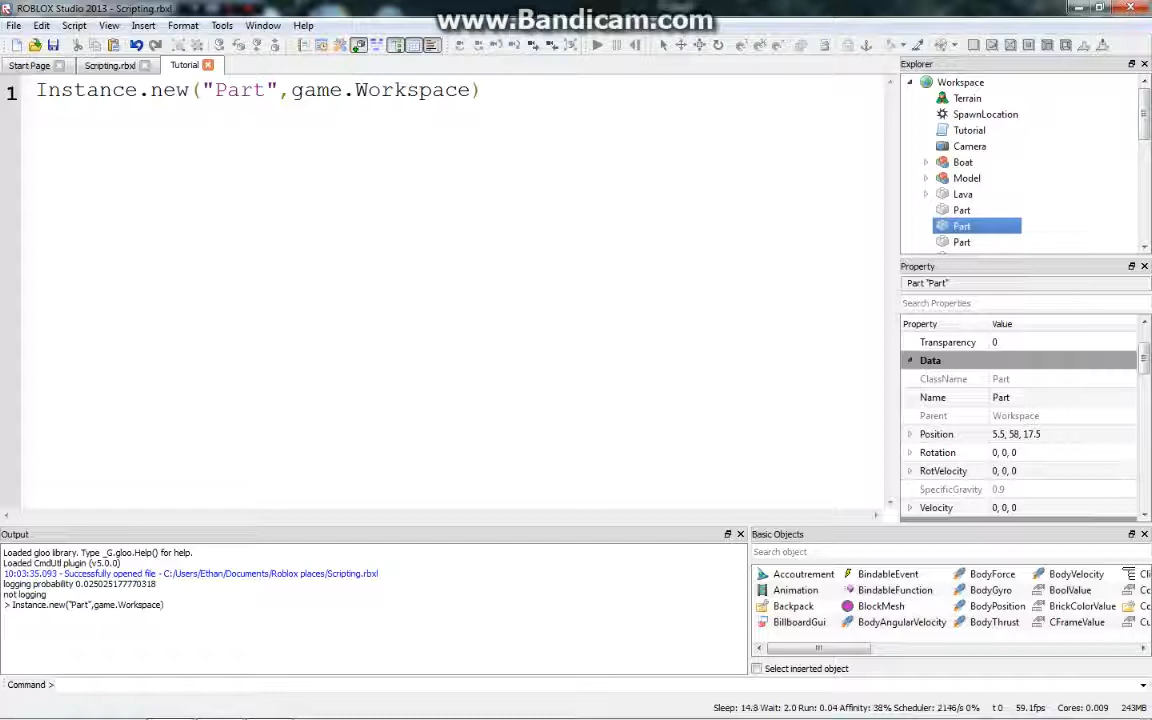 ROBLOX Studio 2013 - Scripting.rbxl
www.Bandicam.com
File Edit Script View Insert Format Tools Window Help
Start Page Scripting.rbxl Tutorial
1 Instance.new("Part",game.Workspace)
Explorer
Workspace
Terrain
SpawnLocation
Tutorial
Camera
Boat
Model
Lava
Part
Part
Part
Property
Part "Part"
Search Properties
Property Value
Transparency 0
Data
ClassName Part
Name Part
Parent Workspace
Position 5.5, 58, 17.5
Rotation 0, 0, 0
RotVelocity 0, 0, 0
SpecificGravity 0.9
Velocity 0, 0, 0
Output
Loaded gloo library. Type _G.gloo.Help() for help.
Loaded CmdUtl plugin (v5.0.0)
10:03:35.093 - Successfully opened file - C:/Users/Ethan/Documents/Roblox places/Scripting.rbxl
logging probability 0.025025177770318
not logging
> Instance.new("Part",game.Workspace)
Basic Objects
Search object
Accoutrement BindableEvent BodyForce BodyVelocity Cli
Animation BindableFunction BodyGyro BoolValue Co
Backpack BlockMesh BodyPosition BrickColorValue Co
BillboardGui BodyAngularVelocity BodyThrust CFrameValue Cu
Select inserted object
Command >
Sleep: 14.8 Wait: 2.0 Run: 0.04 Affinity: 38% Scheduler: 2146/s 0% t 0 59.1fps Cores: 0.009 243MB